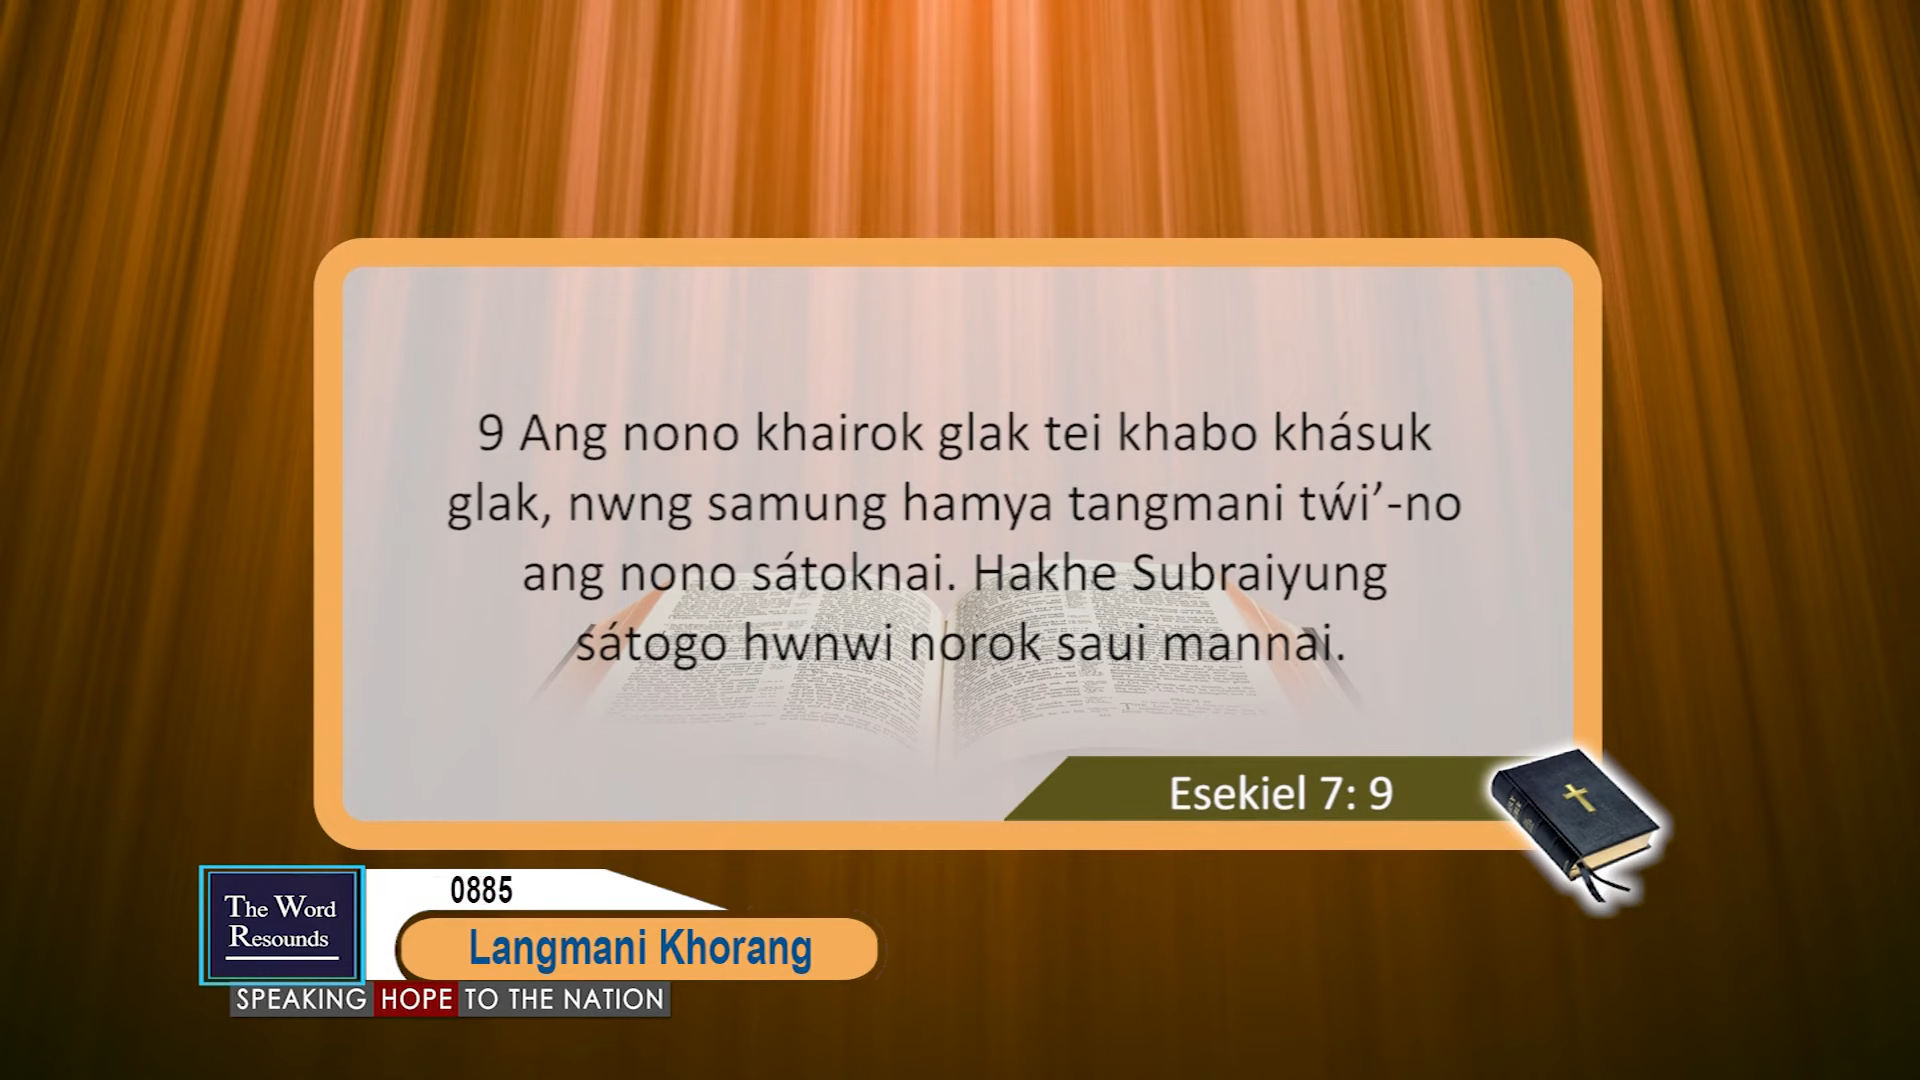 9 Ang nono khairok glak tei khabo khásuk
glak, nwng samung hamya tangmani tẃi’-no
ang nono sátoknai. Hakhe Subraiyung
sátogo hwnwi norok saui mannai.
Esekiel 7: 9
0885
The Word
Resounds
Langmani Khorang
SPEAKING HOPE TO THE NATION